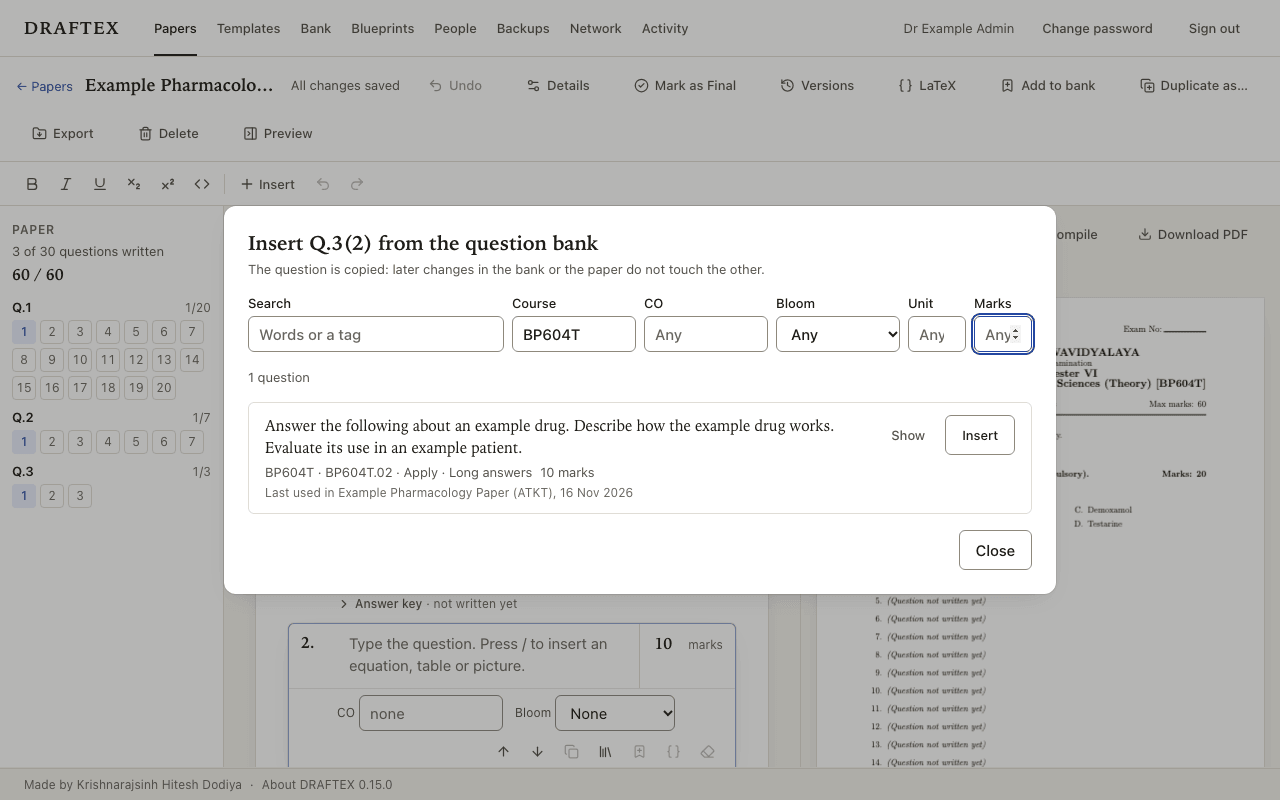 DRAFTEX Papers Templates Bank Blueprints People Backups Network Activity Dr Example Admin Change password Sign out
← Papers Example Pharmacolo... All changes saved Undo Details Mark as Final Versions {} LaTeX Add to bank Duplicate as...
Export Delete Preview
B I U X₂ X² <> + Insert
PAPER
3 of 30 questions written
60 / 60
Q.1 1/20
1 2 3 4 5 6 7
8 9 10 11 12 13 14
15 16 17 18 19 20
Q.2 1/7
1 2 3 4 5 6 7
Q.3 1/3
1 2 3
Insert Q.3(2) from the question bank
The question is copied: later changes in the bank or the paper do not touch the other.
Search Course CO Bloom Unit Marks
Words or a tag BP604T Any Any Any Any
1 question
Answer the following about an example drug. Describe how the example drug works.
Evaluate its use in an example patient.
Show Insert
BP604T · BP604T.02 · Apply · Long answers 10 marks
Last used in Example Pharmacology Paper (ATKT), 16 Nov 2026
Close
Answer key · not written yet
2. Type the question. Press / to insert an
equation, table or picture.
10 marks
CO none Bloom None
Download PDF
Exam No:
Sciences (Theory) [BP604T]
Max marks: 60
Marks: 20
C. Demoxamol
D. Testarine
5. (Question not written yet)
6. (Question not written yet)
7. (Question not written yet)
8. (Question not written yet)
9. (Question not written yet)
10. (Question not written yet)
11. (Question not written yet)
12. (Question not written yet)
13. (Question not written yet)
14. (Question not written yet)
Made by Krishnarajsinh Hitesh Dodiya · About DRAFTEX 0.15.0